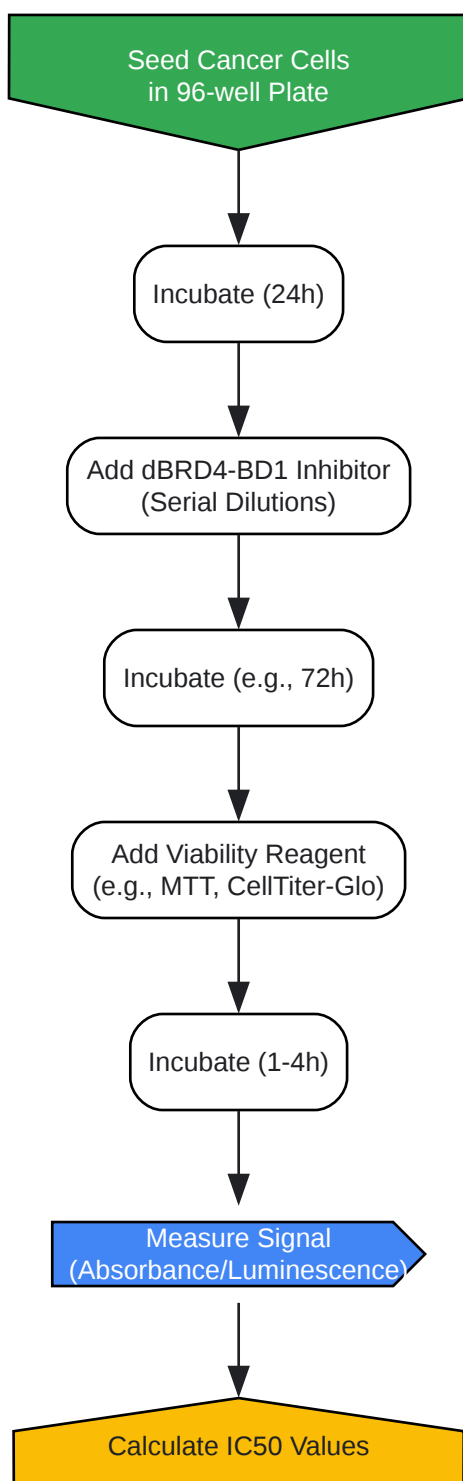 Seed Cancer Cells
in 96-well Plate
Incubate (24h)
Add dBRD4-BD1 Inhibitor
(Serial Dilutions)
Incubate (e.g., 72h)
Add Viability Reagent
(e.g., MTT, CellTiter-Glo)
Incubate (1-4h)
Measure Signal
(Absorbance/Luminescence)
Calculate IC50 Values